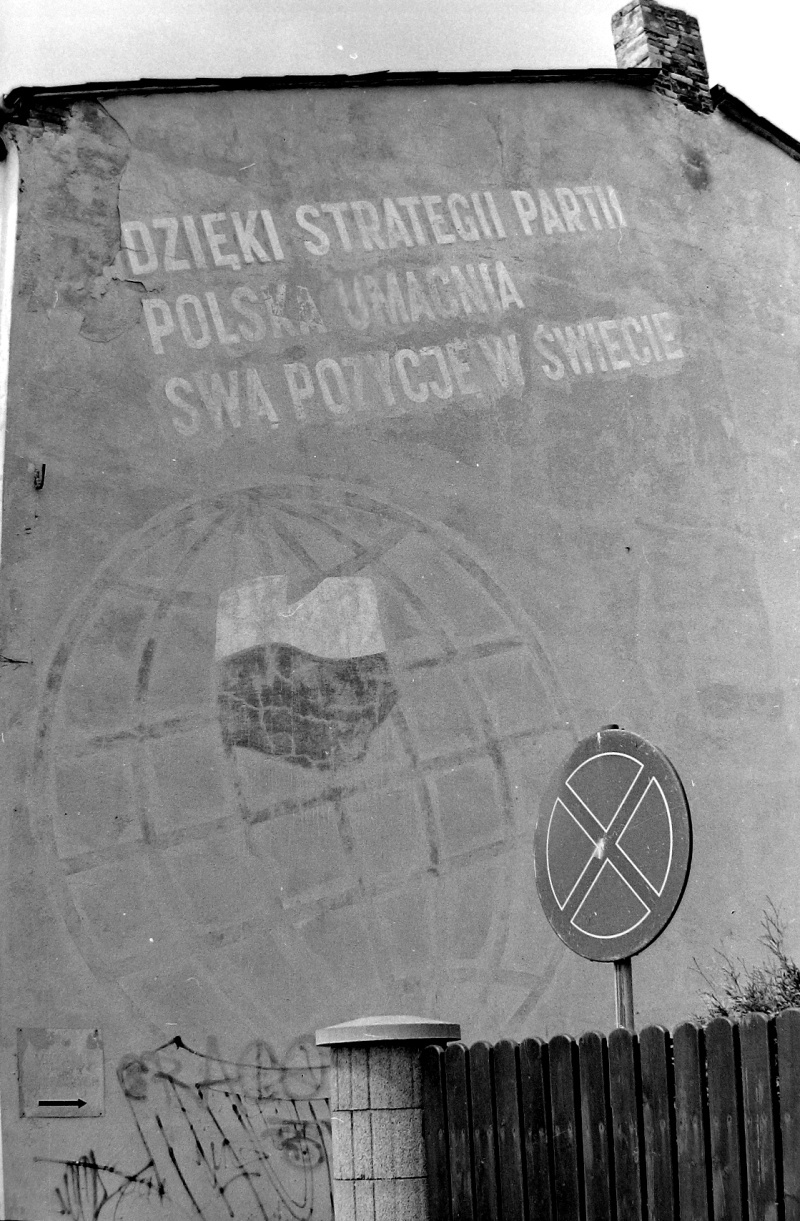 DZIĘKI STRATEGII PARTII
POLSKA UMACNIA
SWĄ POZYCJĘ W ŚWIECIE